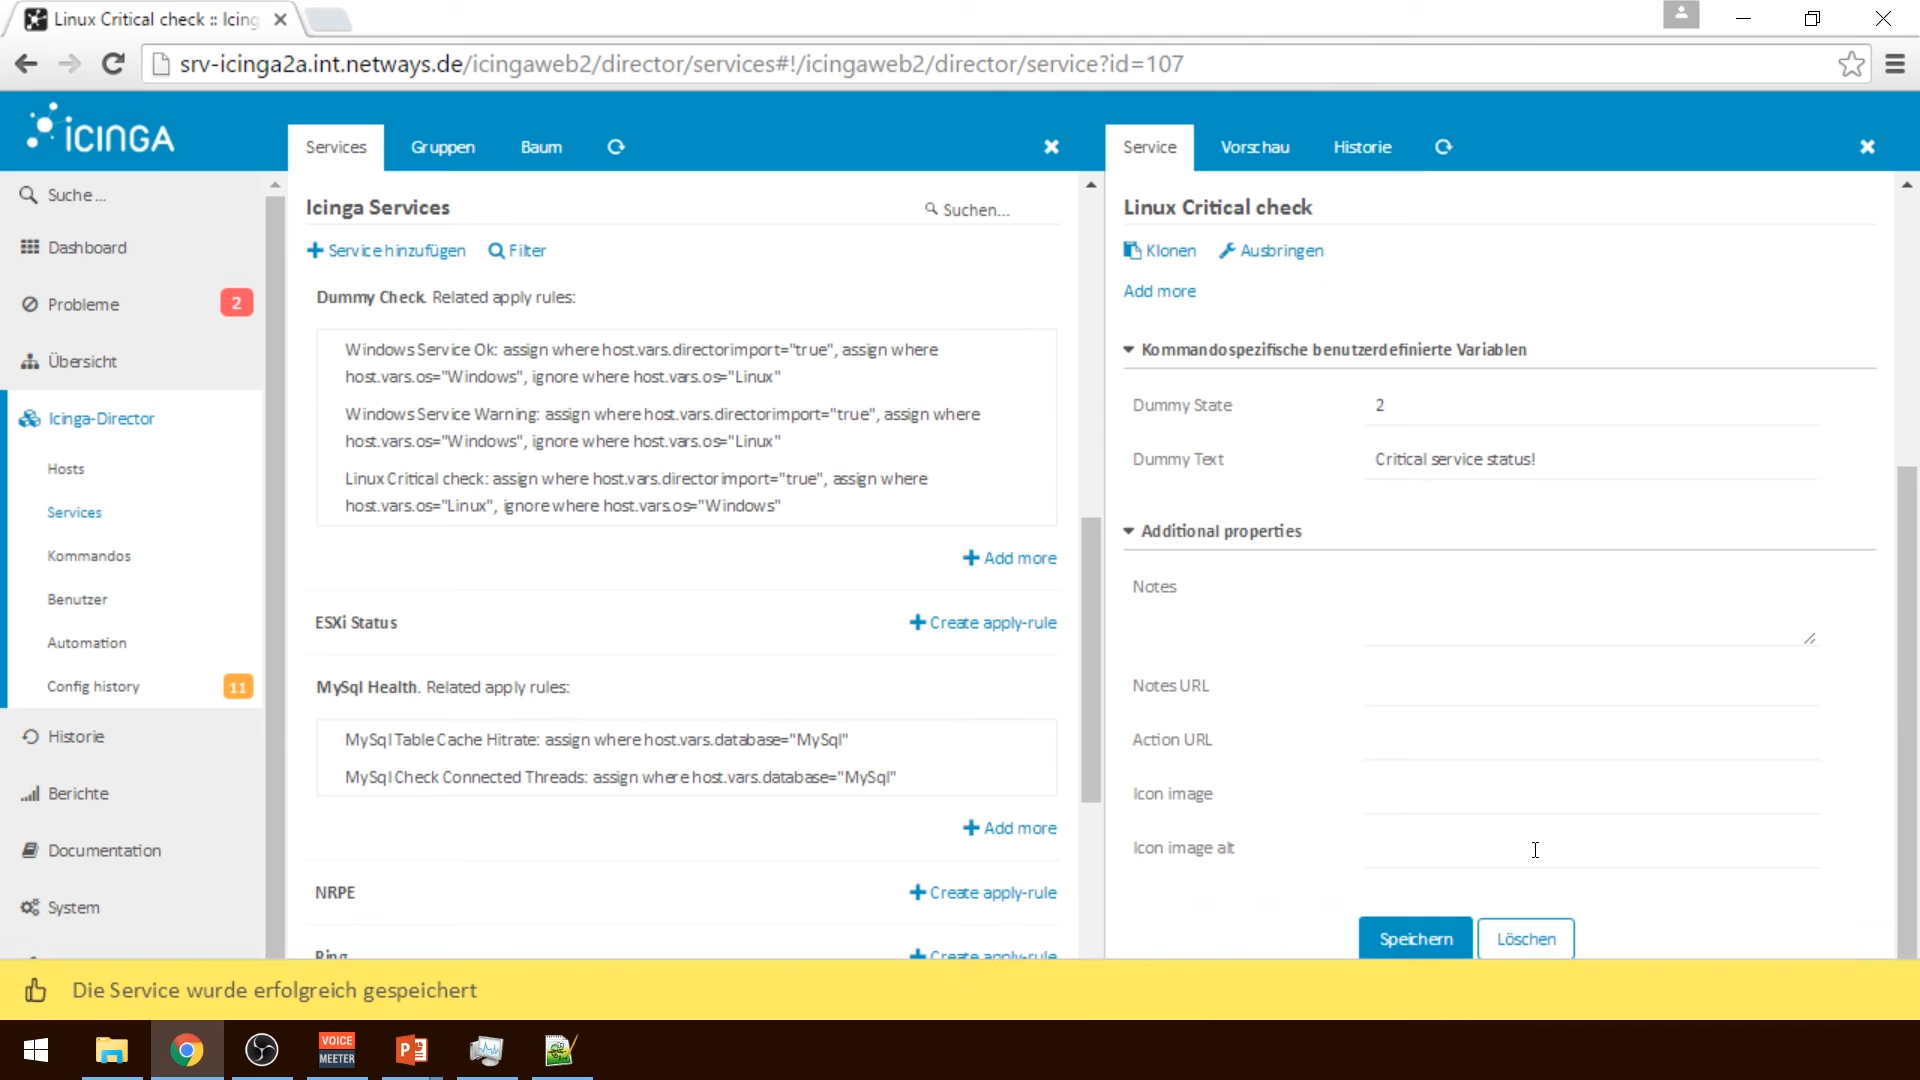 Linux Critical check :: Icing
srv-icinga2a.int.netways.de/icingaweb2/director/services#!/icingaweb2/director/service?id=107
ICINGA
Suche ...
Dashboard
Probleme 2
Übersicht
Icinga-Director
Hosts
Services
Kommandos
Benutzer
Automation
Config history 11
Historie
Berichte
Documentation
System
Services Gruppen Baum
Icinga Services
Suchen...
Service hinzufügen Filter
Dummy Check. Related apply rules:
Windows Service Ok: assign where host.vars.directorimport="true", assign where
host.vars.os="Windows", ignore where host.vars.os="Linux"
Windows Service Warning: assign where host.vars.directorimport="true", assign where
host.vars.os="Windows", ignore where host.vars.os="Linux"
Linux Critical check: assign where host.vars.directorimport="true", assign where
host.vars.os="Linux", ignore where host.vars.os="Windows"
Add more
ESXi Status Create apply-rule
MySql Health. Related apply rules:
MySql Table Cache Hitrate: assign where host.vars.database="MySql"
MySql Check Connected Threads: assign where host.vars.database="MySql"
Add more
NRPE Create apply-rule
Ping Create apply-rule
Service Vorschau Historie
Linux Critical check
Klonen Ausbringen
Add more
Kommandospezifische benutzerdefinierte Variablen
Dummy State 2
Dummy Text Critical service status!
Additional properties
Notes
Notes URL
Action URL
Icon image
Icon image alt
Speichern Löschen
Die Service wurde erfolgreich gespeichert
VOICE
MEETER